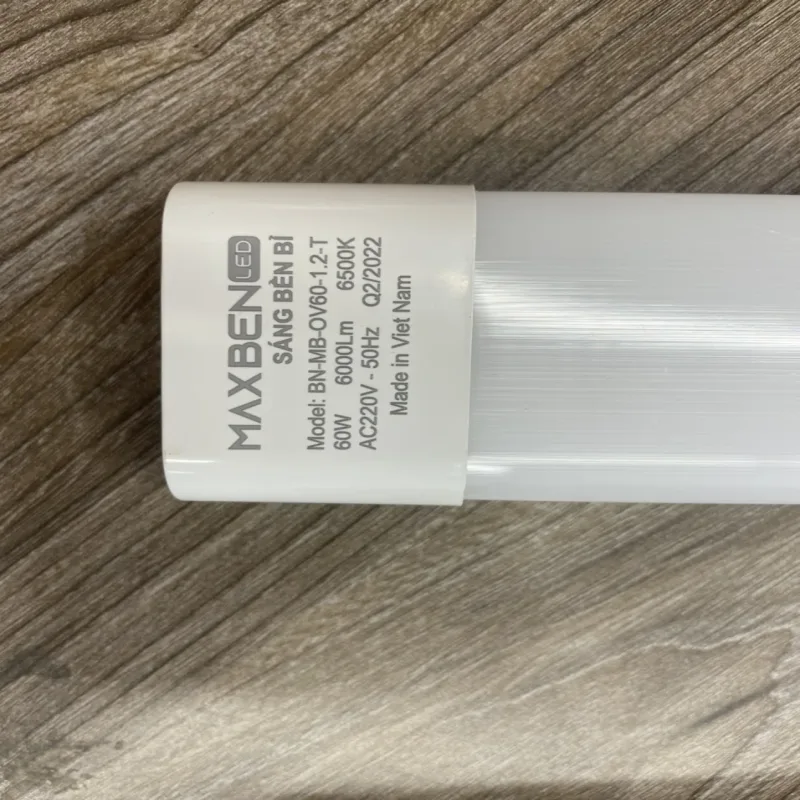 MAXBEN LED
SÁNG BỀN BỈ
Model: BN-MB-OV60-1.2-T
60W 6000Lm 6500K
AC220V - 50Hz Q2/2022
Made in Viet Nam